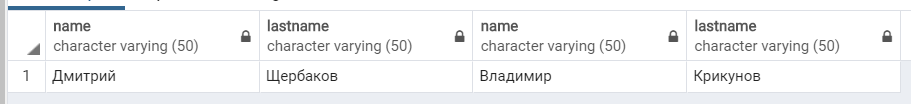 name lastname name lastname
character varying (50) character varying (50) character varying (50) character varying (50)
1 Дмитрий Щербаков Владимир Крикунов